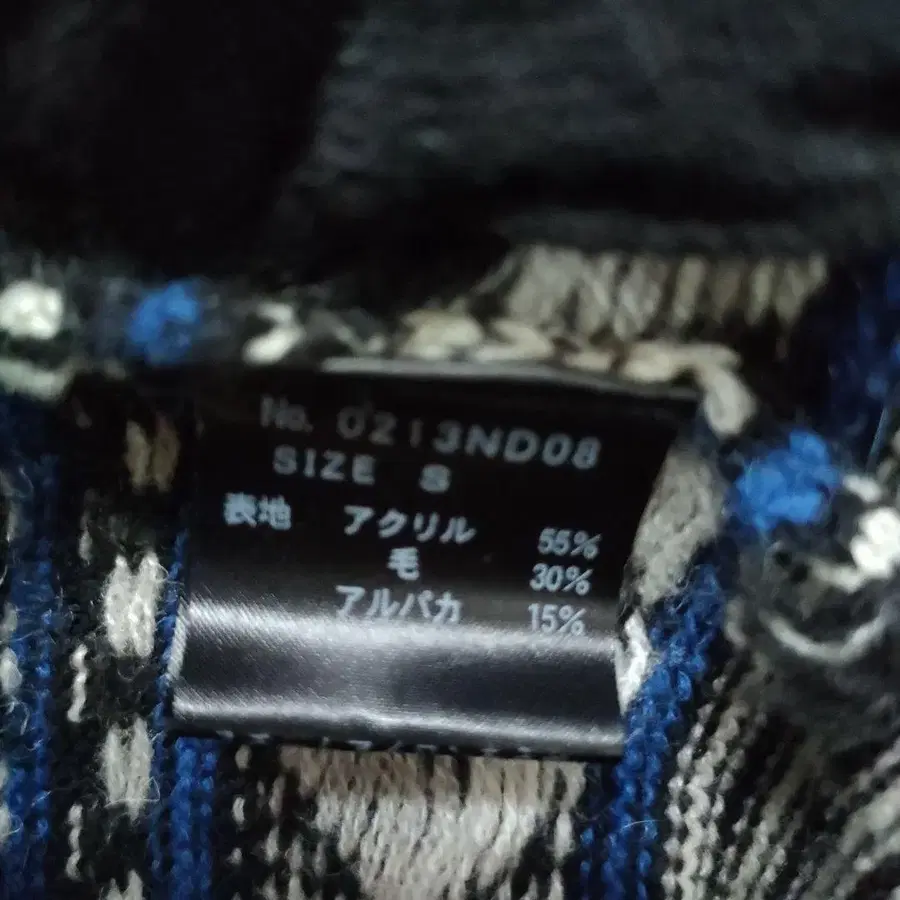 No. 0213ND08
SIZE S
表地 アクリル 55%
毛 30%
アルパカ 15%